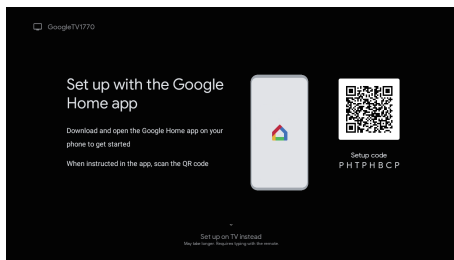 GoogleTV1770
Set up with the Google
Home app
Download and open the Google Home app on your
phone to get started
When instructed in the app, scan the QR code
Setup code
PHTPHBCP
Set up on TV instead
May take longer. Requires typing with the remote